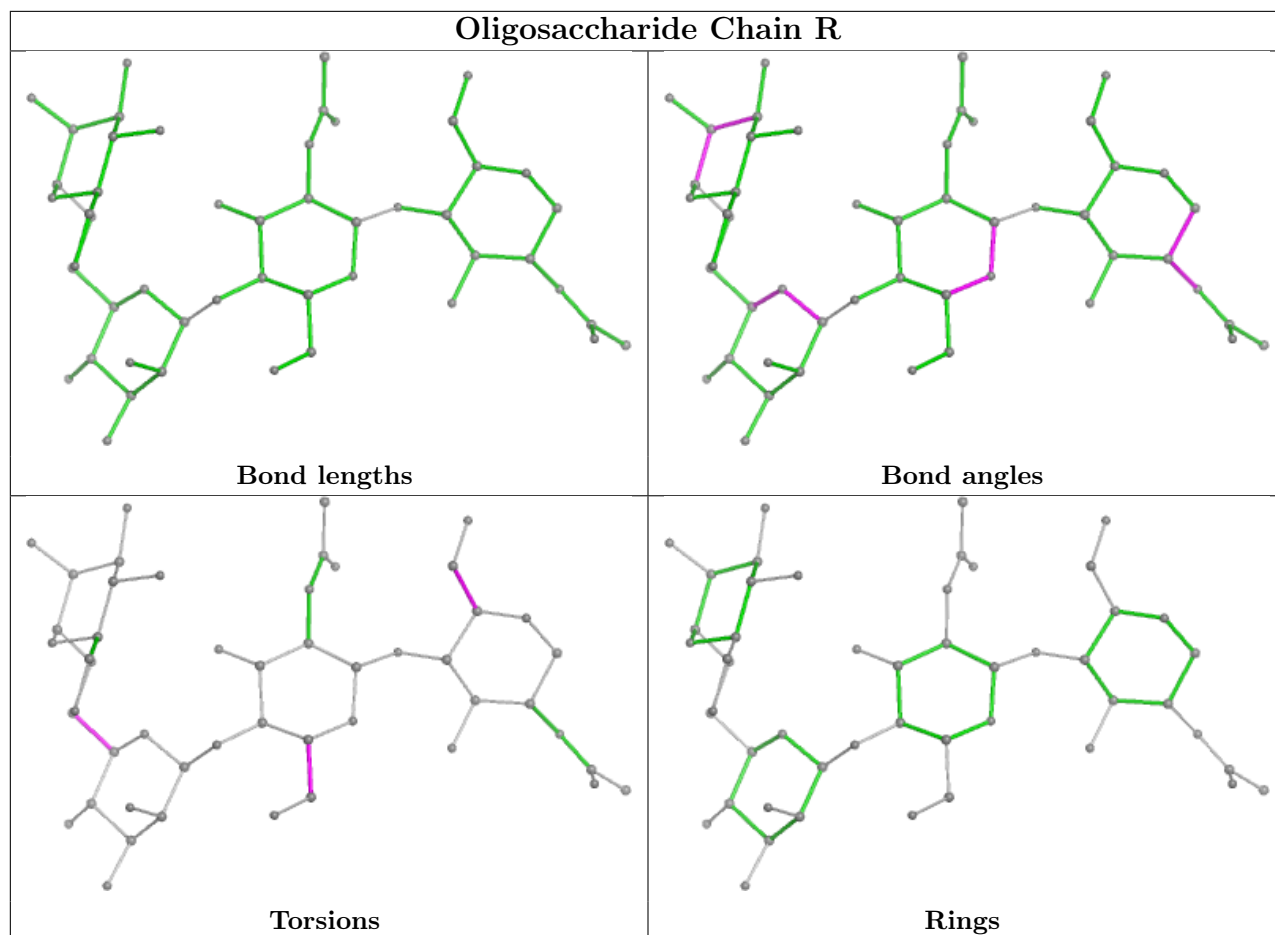 Oligosaccharide Chain R
Bond lengths
Bond angles
Torsions
Rings